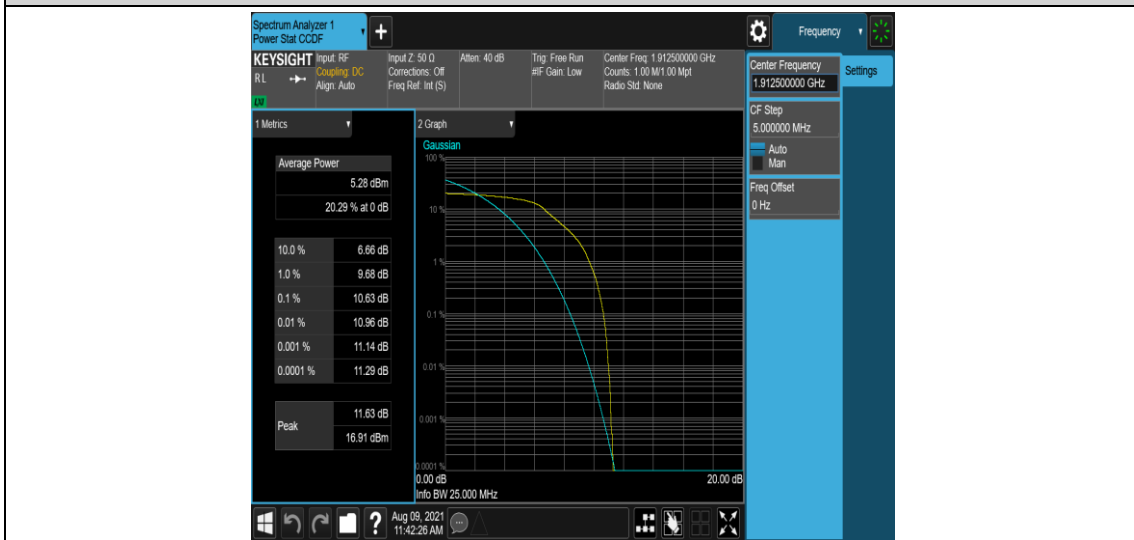 Spectrum Analyzer 1
Power Stat CCDF
Frequency
KEYSIGHT
RL
LXI
Input: RF
Coupling: DC
Align: Auto
Input Z: 50 Ω
Corrections: Off
Freq Ref: Int (S)
Atten: 40 dB
Trig: Free Run
#IF Gain: Low
Center Freq: 1.912500000 GHz
Counts: 1.00 M/1.00 Mpt
Radio Std: None
Center Frequency
1.912500000 GHz
Settings
CF Step
5.000000 MHz
Auto
Man
Freq Offset
0 Hz
1 Metrics
Average Power
5.28 dBm
20.29 % at 0 dB
10.0 % 6.66 dB
1.0 % 9.68 dB
0.1 % 10.63 dB
0.01 % 10.96 dB
0.001 % 11.14 dB
0.0001 % 11.29 dB
Peak
11.63 dB
16.91 dBm
2 Graph
Gaussian
100 %
10 %
1 %
0.1 %
0.01 %
0.001 %
0.0001 %
0.00 dB 20.00 dB
Info BW 25.000 MHz
Aug 09, 2021
11:42:26 AM